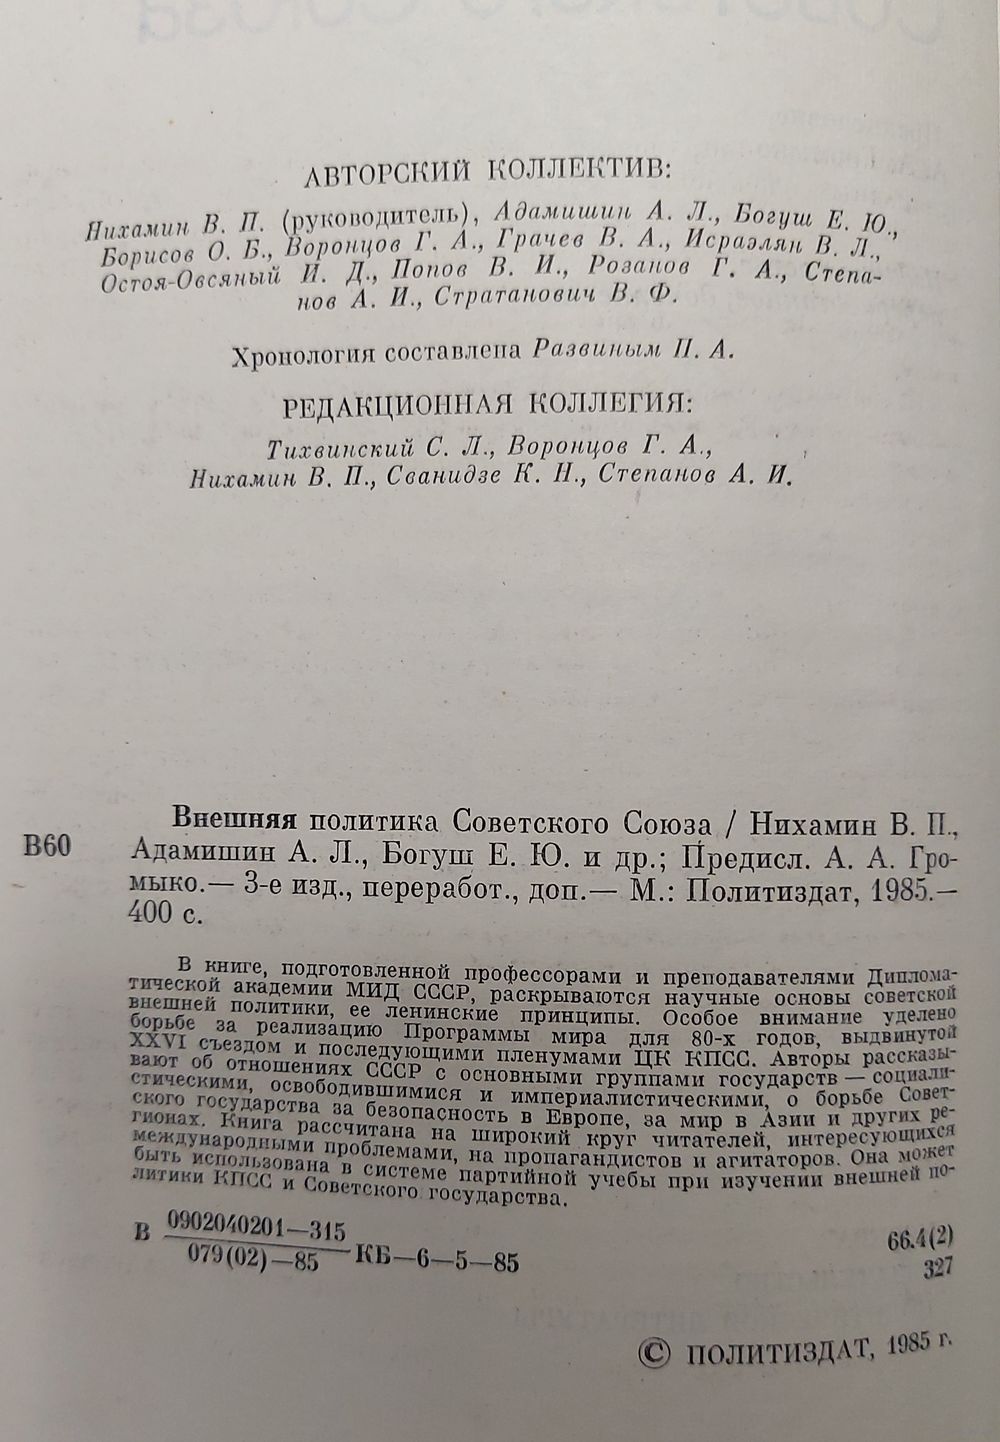 АВТОРСКИЙ КОЛЛЕКТИВ:
Нихамин В. П. (руководитель), Адамишин А. Л., Богуш Е. Ю.,
Борисов О. Б., Воронцов Г. А., Грачев В. А., Исраэлян В. Л.,
Остоя-Овсяный И. Д., Попов В. И., Розанов Г. А., Степа-
нов А. И., Стратанович В. Ф.
Хронология составлена Развиным П. А.
РЕДАКЦИОННАЯ КОЛЛЕГИЯ:
Тихвинский С. Л., Воронцов Г. А.,
Нихамин В. П., Сванидзе К. Н., Степанов А. И.
Внешняя политика Советского Союза / Нихамин В. П.,
В60 Адамишин А. Л., Богуш Е. Ю. и др.; Предисл. А. А. Гро-
мыко.— 3-е изд., переработ., доп.— М.: Политиздат, 1985.—
400 с.
В книге, подготовленной профессорами и преподавателями Диплома-
тической академии МИД СССР, раскрываются научные основы советской
внешней политики, ее ленинские принципы. Особое внимание уделено
борьбе за реализацию Программы мира для 80-х годов, выдвинутой
XXVI съездом и последующими пленумами ЦК КПСС. Авторы рассказы-
вают об отношениях СССР с основными группами государств — социали-
стическими, освободившимися и империалистическими, о борьбе Совет-
ского государства за безопасность в Европе, за мир в Азии и других ре-
гионах. Книга рассчитана на широкий круг читателей, интересующихся
международными проблемами, на пропагандистов и агитаторов. Она может
быть использована в системе партийной учебы при изучении внешней по-
литики КПСС и Советского государства.
В 0902040201—315
079(02)—85 КБ—6—5—85
66.4(2)
327
© ПОЛИТИЗДАТ, 1985 г.